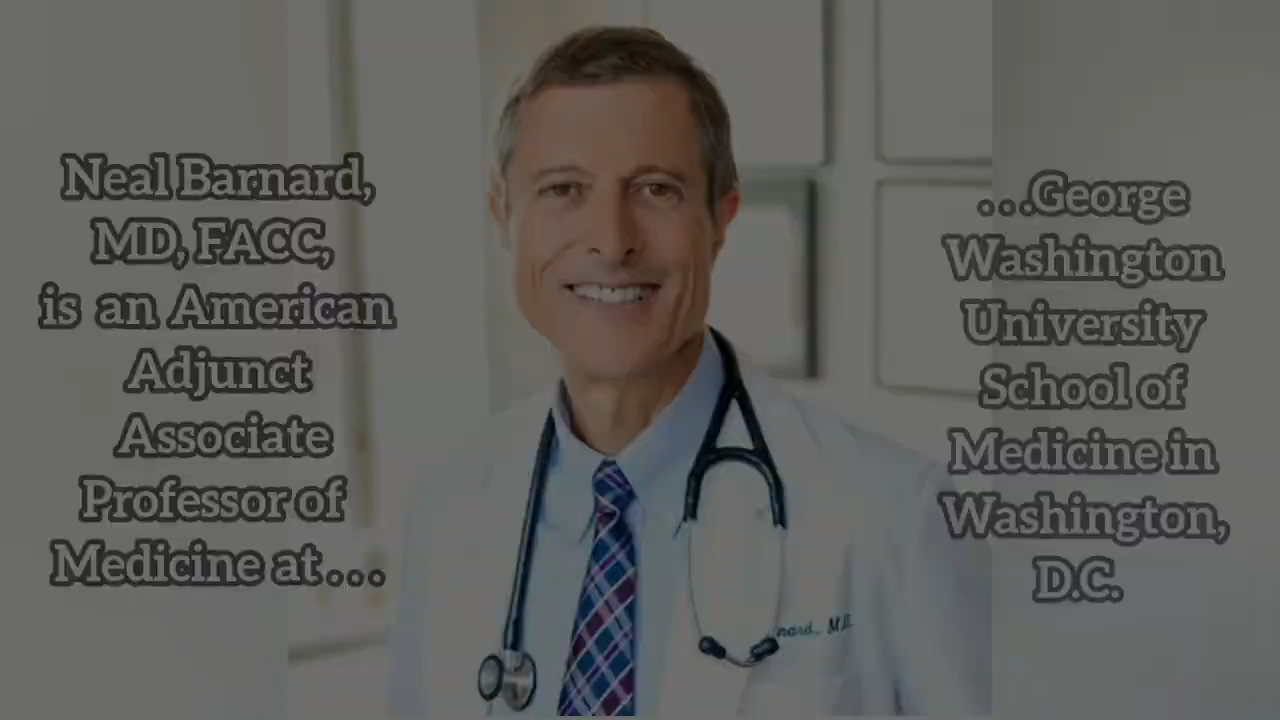 Neal Barnard,
MD, FACC,
is an American
Adjunct
Associate
Professor of
Medicine at...
...George
Washington
University
School of
Medicine in
Washington,
D.C.
nard, M.D.